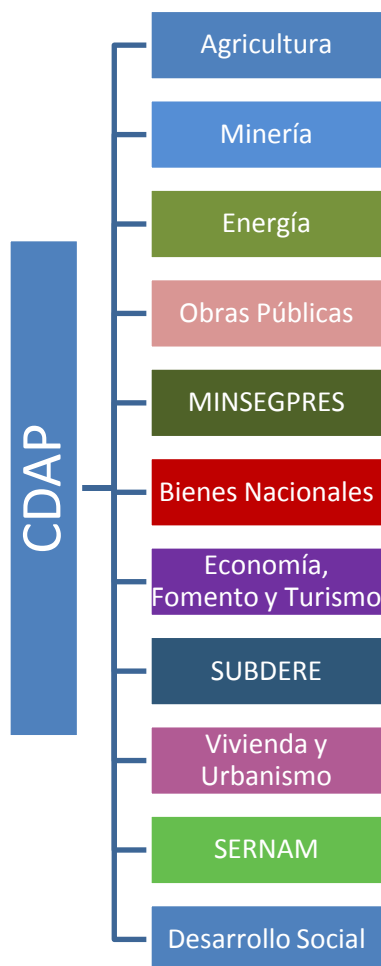 CDAP
Agricultura
Minería
Energía
Obras Públicas
MINSEGPRES
Bienes Nacionales
Economía,
Fomento y Turismo
SUBDERE
Vivienda y
Urbanismo
SERNAM
Desarrollo Social